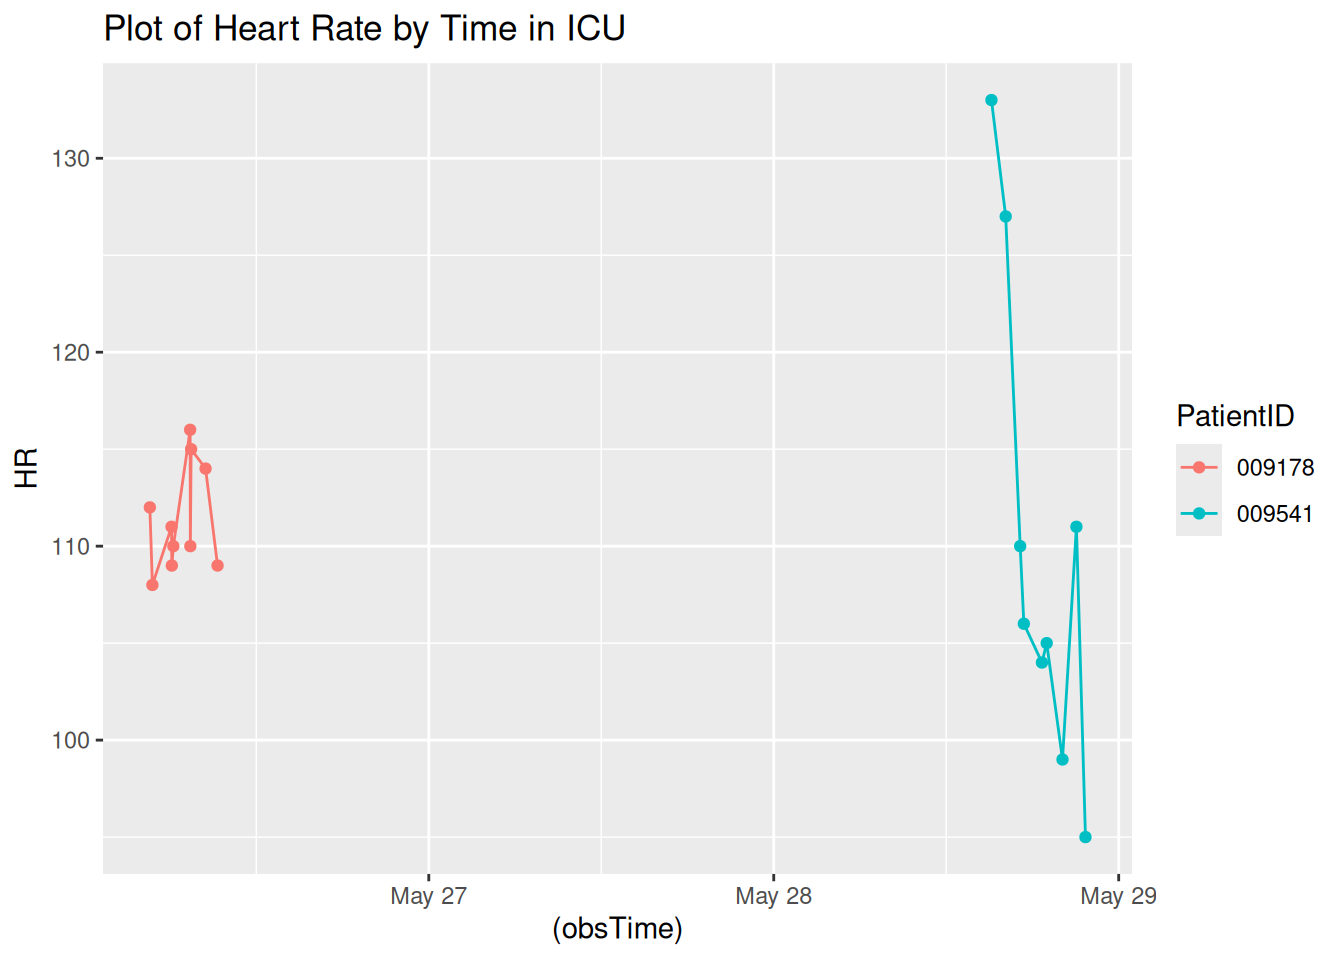 Plot of Heart Rate by Time in ICU
HR
130
120
110
100
May 27
May 28
May 29
(obsTime)
PatientID
009178
009541